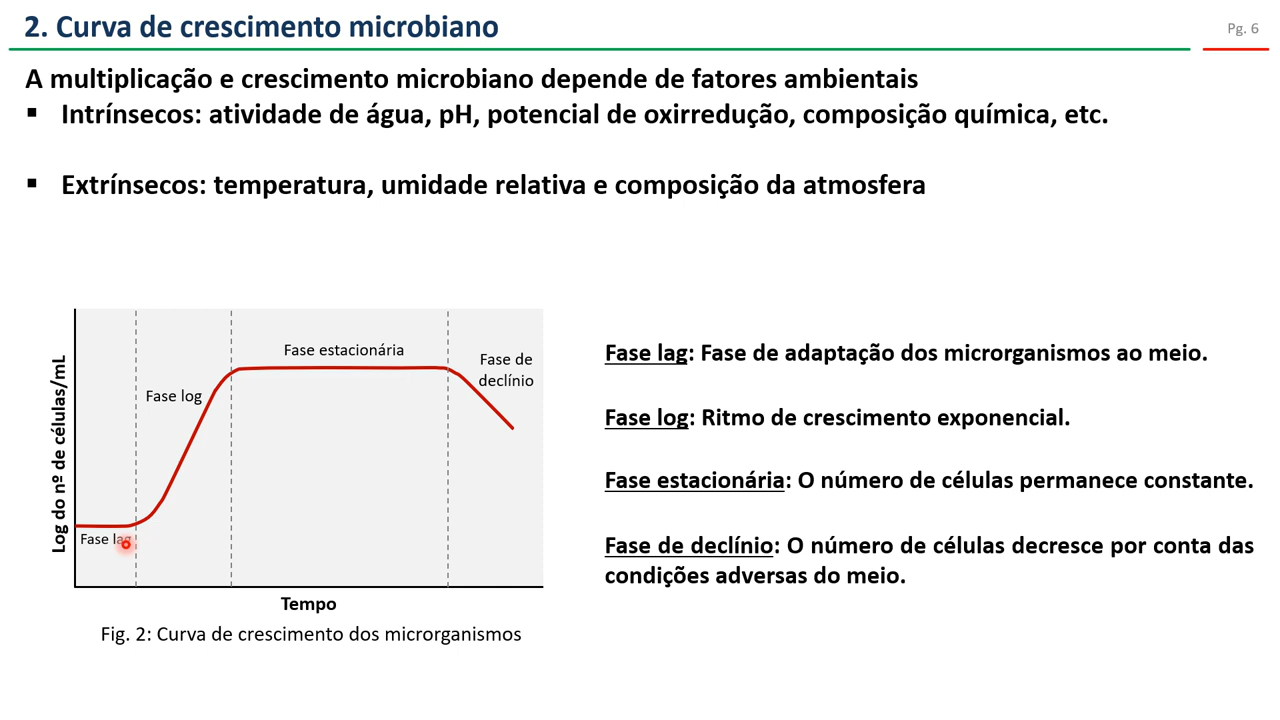 2. Curva de crescimento microbiano
Pg. 6
A multiplicação e crescimento microbiano depende de fatores ambientais
▪ Intrínsecos: atividade de água, pH, potencial de oxirredução, composição química, etc.
▪ Extrínsecos: temperatura, umidade relativa e composição da atmosfera
Log do nº de células/mL
Fase lag
Fase log
Fase estacionária
Fase de
declínio
Tempo
Fig. 2: Curva de crescimento dos microrganismos
Fase lag: Fase de adaptação dos microrganismos ao meio.
Fase log: Ritmo de crescimento exponencial.
Fase estacionária: O número de células permanece constante.
Fase de declínio: O número de células decresce por conta das
condições adversas do meio.